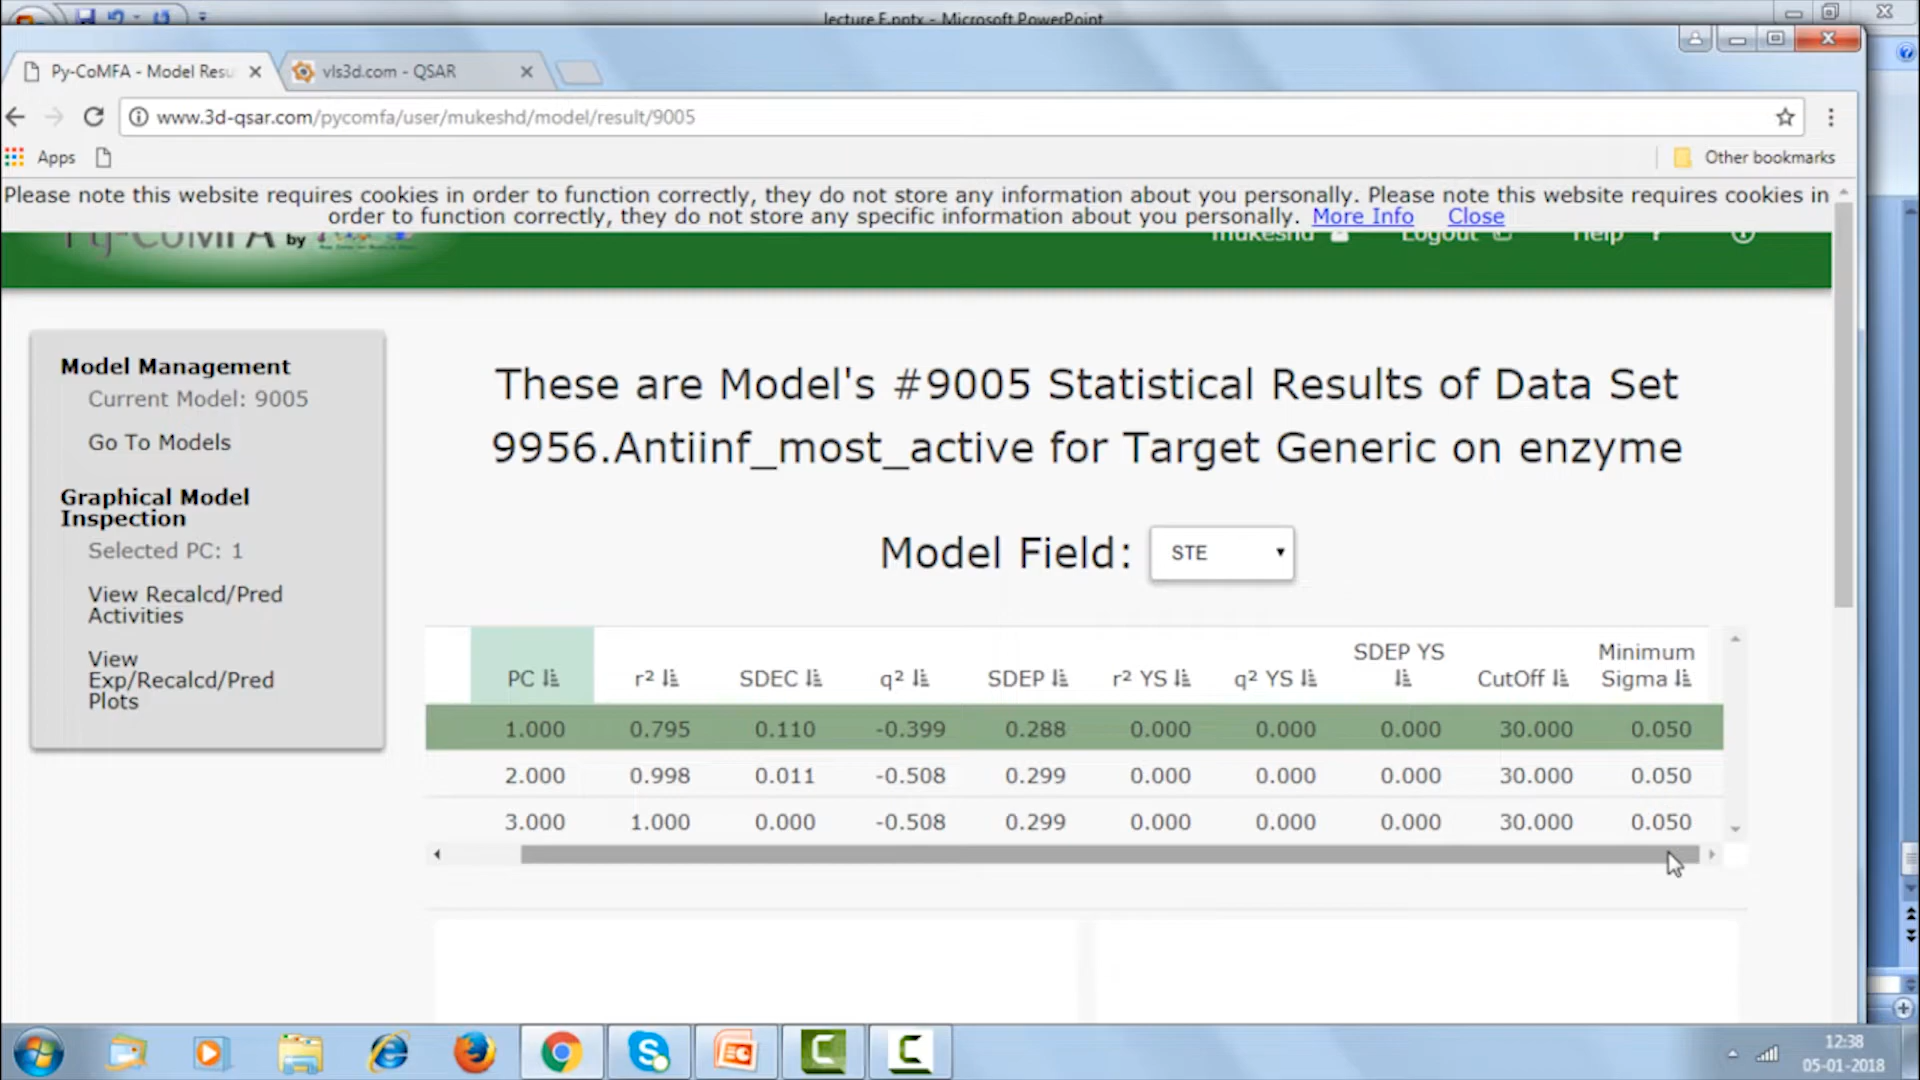 lecture F.pptx - Microsoft PowerPoint
Py-CoMFA - Model Resu
vls3d.com - QSAR
www.3d-qsar.com/pycomfa/user/mukeshd/model/result/9005
Apps
Other bookmarks
Please note this website requires cookies in order to function correctly, they do not store any information about you personally. Please note this website requires cookies in
order to function correctly, they do not store any specific information about you personally. More Info Close
Py-CoMFA by
mukeshd Logout Help ?
Model Management
Current Model: 9005
Go To Models
Graphical Model
Inspection
Selected PC: 1
View Recalcd/Pred
Activities
View
Exp/Recalcd/Pred
Plots
These are Model's #9005 Statistical Results of Data Set
9956.Antiinf_most_active for Target Generic on enzyme
Model Field: STE
PC r² SDEC q² SDEP r² YS q² YS SDEP YS CutOff Minimum Sigma
1.000 0.795 0.110 -0.399 0.288 0.000 0.000 0.000 30.000 0.050
2.000 0.998 0.011 -0.508 0.299 0.000 0.000 0.000 30.000 0.050
3.000 1.000 0.000 -0.508 0.299 0.000 0.000 0.000 30.000 0.050
12:38
05-01-2018